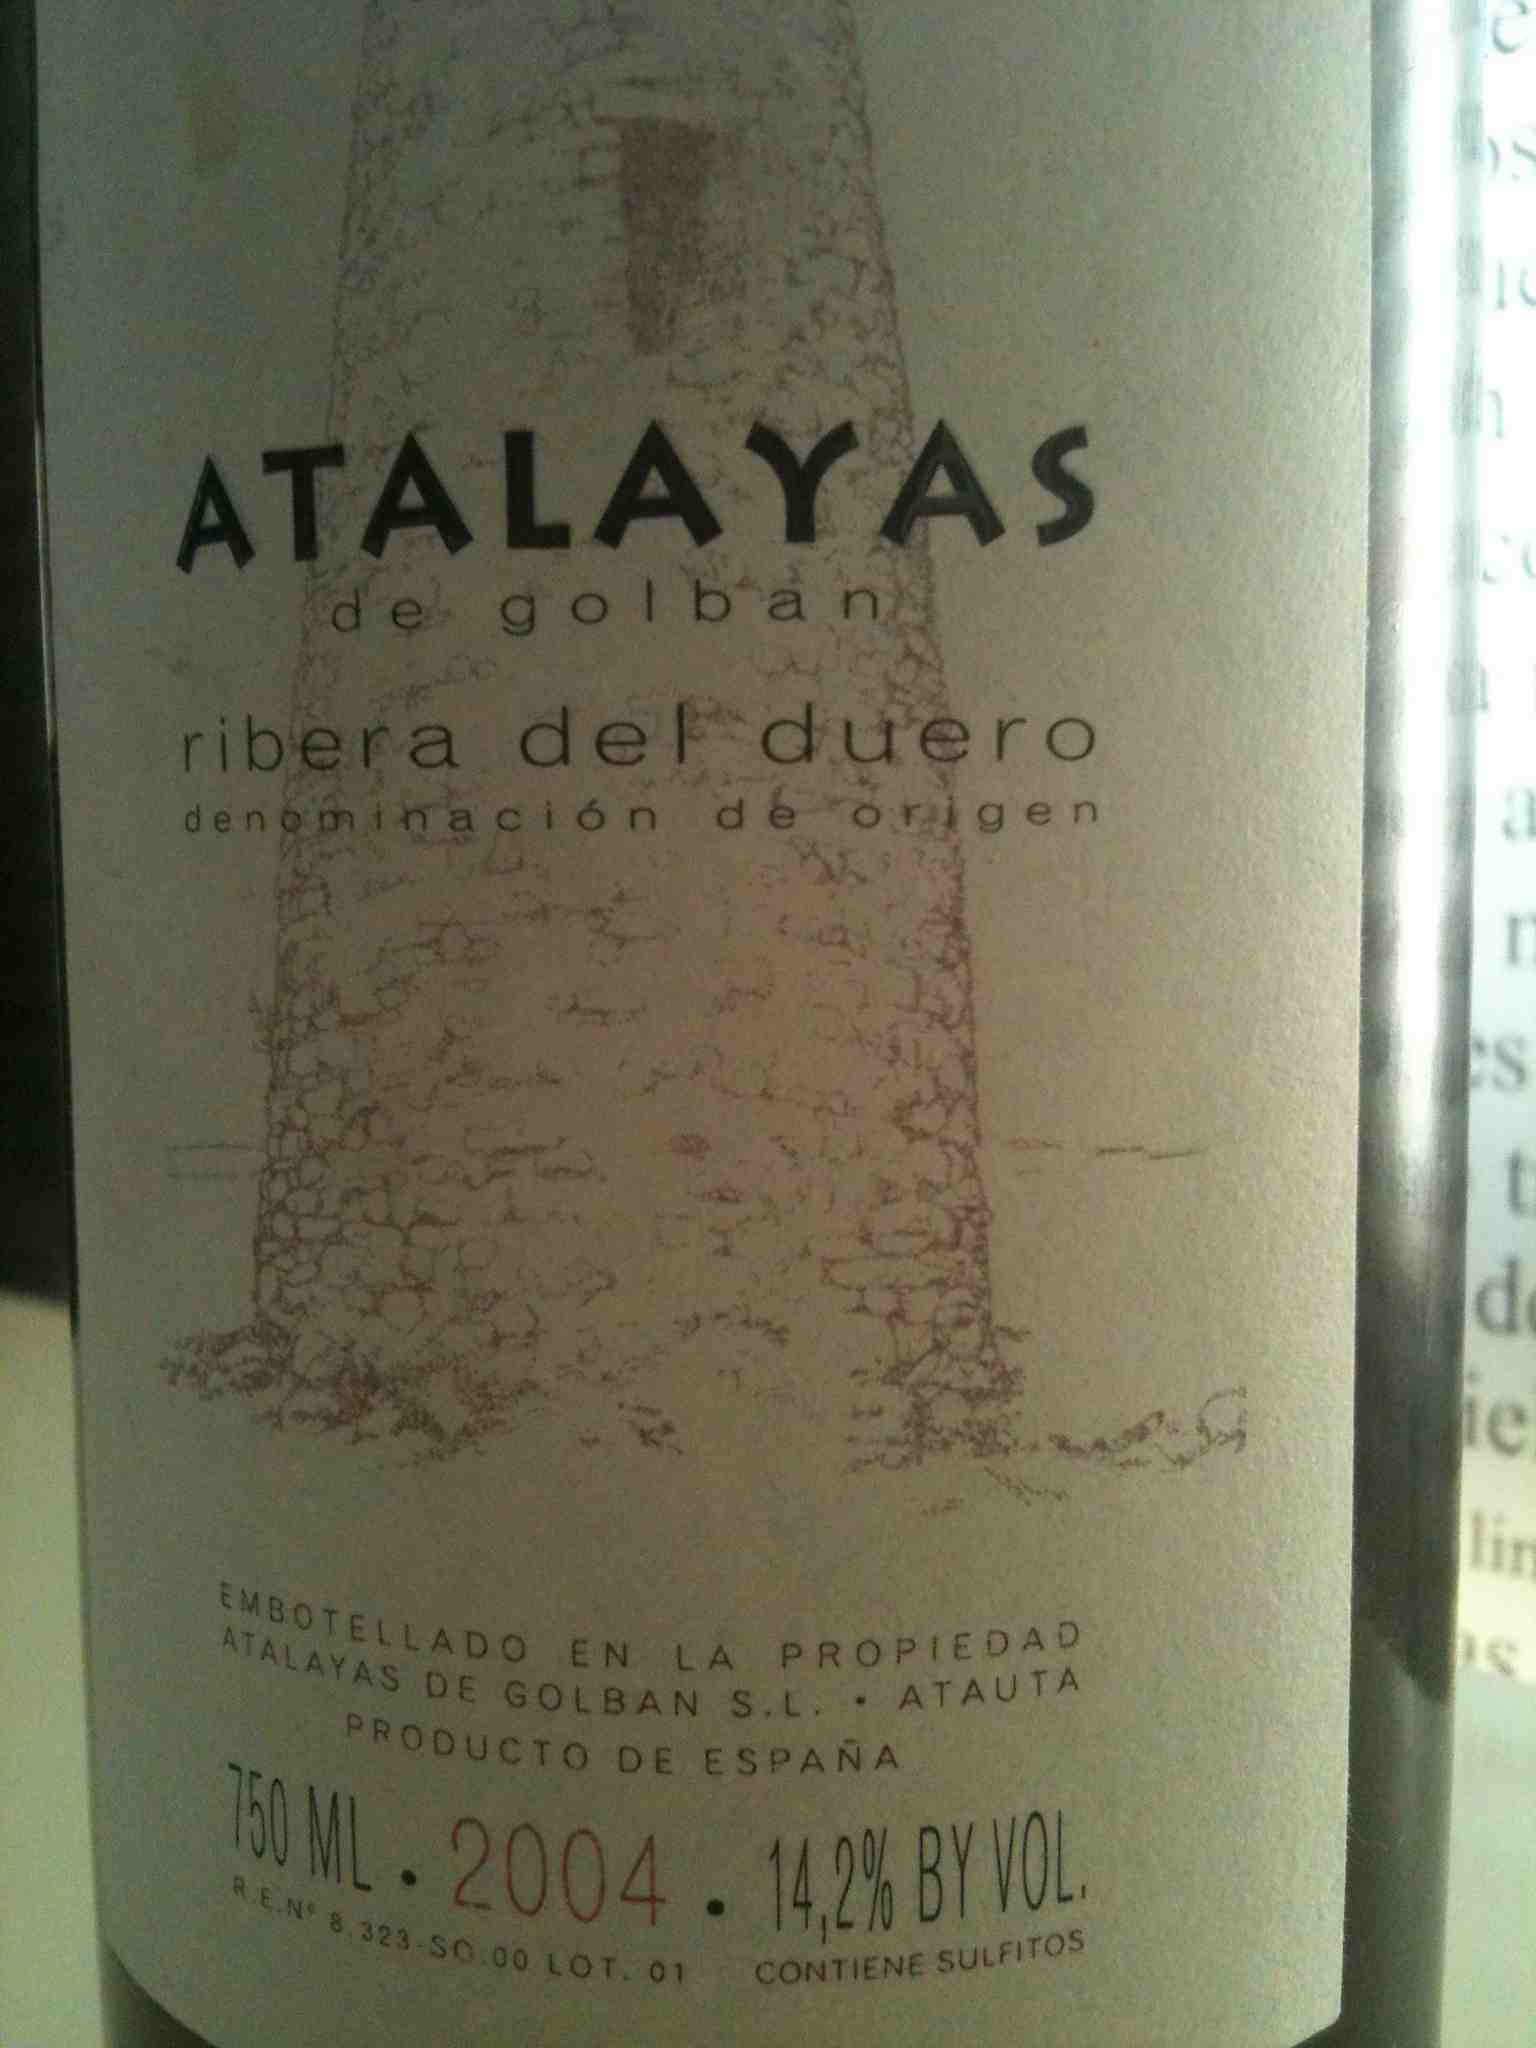 ATALAYAS
de golban
ribera del duero
denominación de origen
EMBOTELLADO EN LA PROPIEDAD
ATALAYAS DE GOLBAN S.L. • ATAUTA
PRODUCTO DE ESPAÑA
750 ML • 2004 • 14,2% BY VOL.
R.E.Nº 8.323-SO.00 LOT. 01 CONTIENE SULFITOS